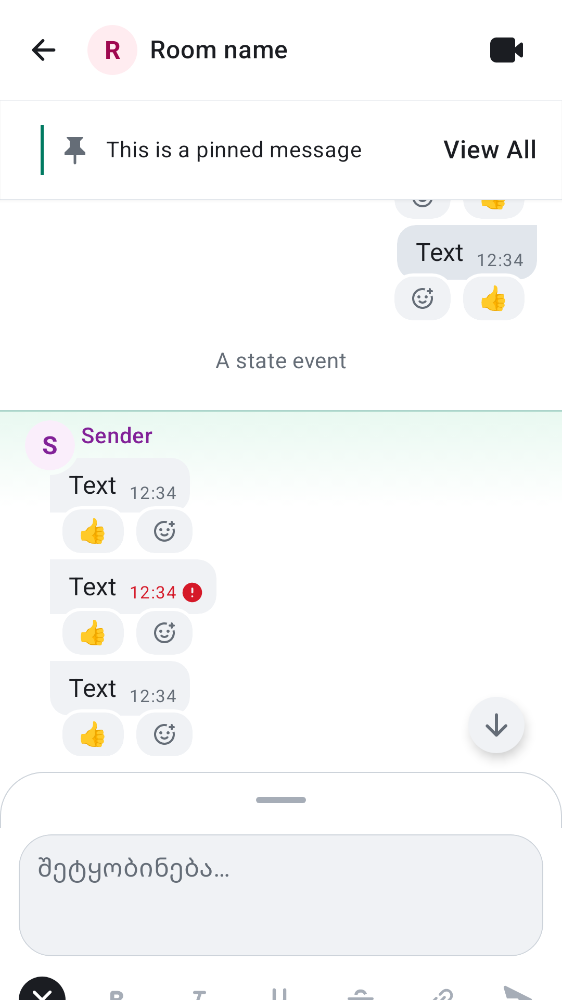 R
Room name
This is a pinned message
View All
Text 12:34
A state event
S
Sender
Text 12:34
Text 12:34
Text 12:34
შეტყობინება...